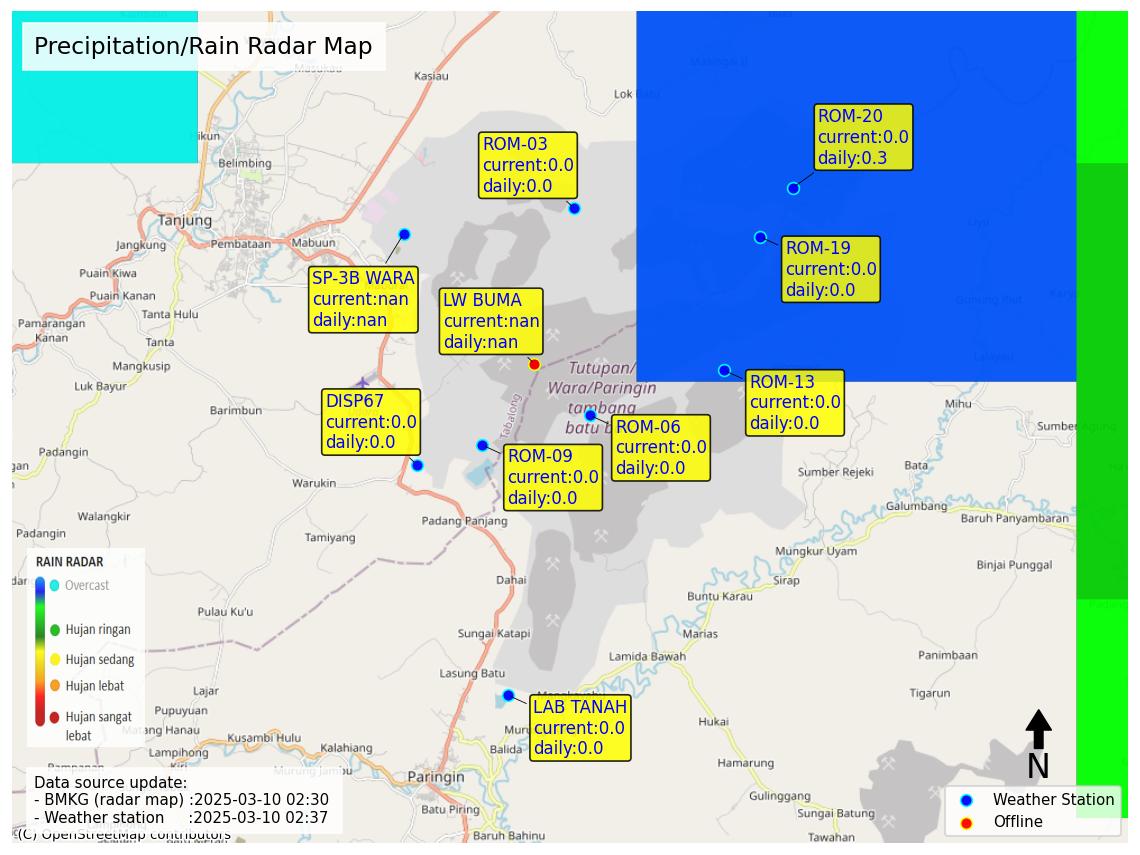 Precipitation/Rain Radar Map
Masukau
Kasiau
Hikun
Belimbing
Tanjung
Jangkung
Pembataan
Mabuun
Puain Kiwa
Puain Kanan
Tanta Hulu
Pamarangan
Kanan
Tanta
Mangkusip
Luk Bayur
Barimbun
Padangin
Warukin
Walangkir
Padangin
Tamiyang
Padang Panjang
Dahai
Pulau Ku'u
Sungai Katapi
Lasung Batu
Lajar
Pupuyuan
Matang Hanau
Kusambi Hulu
Lampihong
Kalahiang
Murung Jambu
Paringin
Balida
Batu Piring
Baruh Bahinu
Tabalong
Tutupan/
Wara/Paringin
tambang
Mihu
Sumber Rejeki
Bata
Galumbang
Baruh Panyambaran
Mungkur Uyam
Binjai Punggal
Sirap
Buntu Karau
Marias
Lamida Bawah
Panimbaan
Tigarun
Hukai
Hamarung
Gulinggang
Sungai Batung
Tawahan
ROM-03
current:0.0
daily:0.0
ROM-20
current:0.0
daily:0.3
ROM-19
current:0.0
daily:0.0
SP-3B WARA
current:nan
daily:nan
LW BUMA
current:nan
daily:nan
ROM-13
current:0.0
daily:0.0
DISP67
current:0.0
daily:0.0
ROM-06
current:0.0
daily:0.0
ROM-09
current:0.0
daily:0.0
LAB TANAH
current:0.0
daily:0.0
RAIN RADAR
Overcast
Hujan ringan
Hujan sedang
Hujan lebat
Hujan sangat
lebat
Data source update:
- BMKG (radar map) :2025-03-10 02:30
- Weather station :2025-03-10 02:37
(C) OpenStreetMap contributors
N
Weather Station
Offline